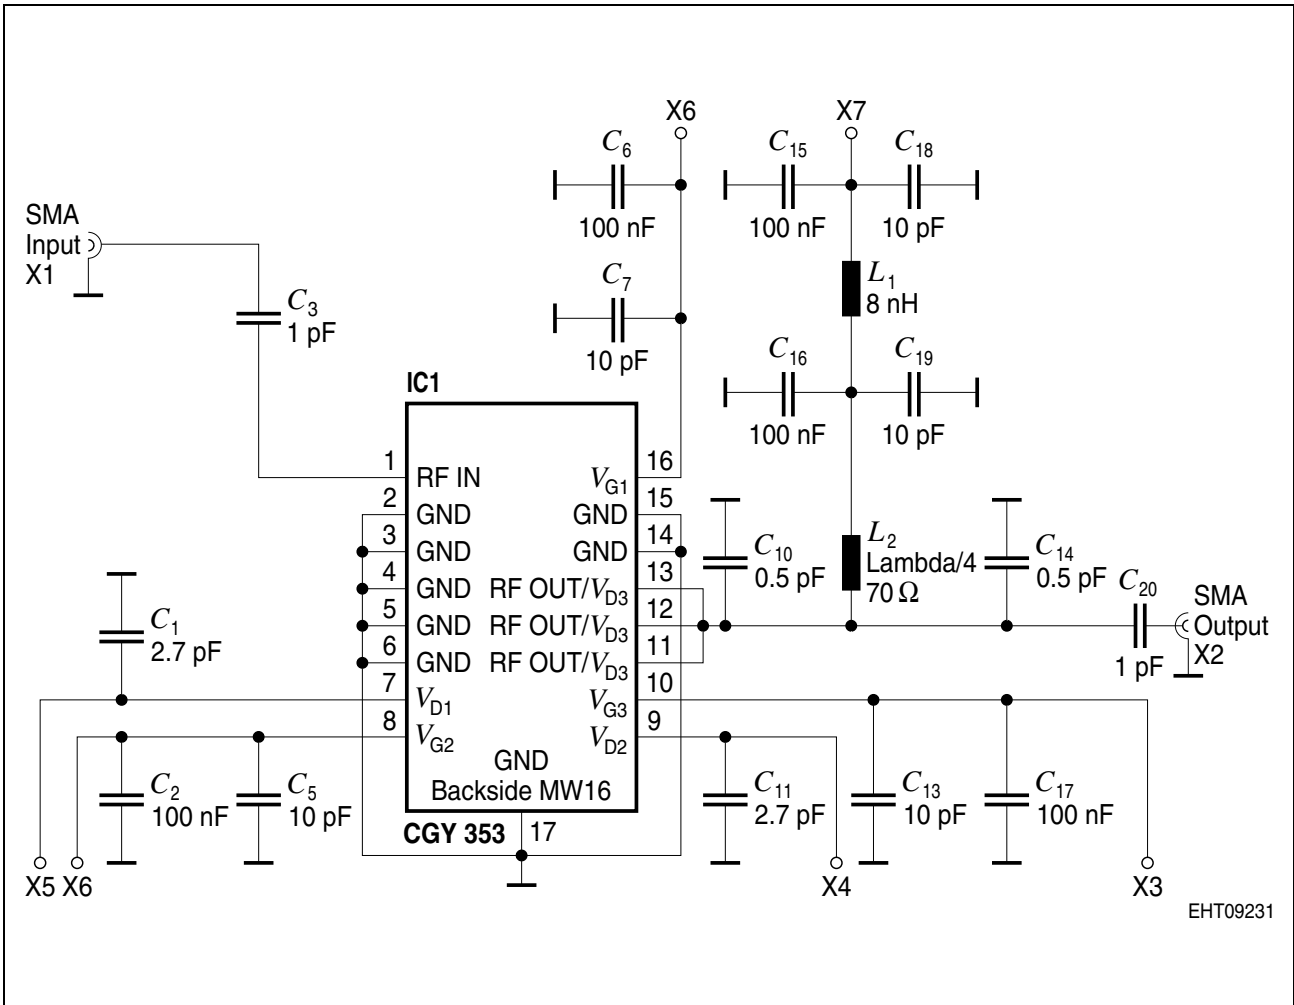 X6
X7
C6
100 nF
C15
100 nF
C18
10 pF
SMA
Input
X1
C3
1 pF
C7
10 pF
L1
8 nH
C16
100 nF
C19
10 pF
IC1
1
RF IN
2
GND
3
GND
4
GND
5
GND
6
GND
7
VD1
8
VG2
16
VG1
15
GND
14
GND
13
RF OUT/VD3
12
RF OUT/VD3
11
RF OUT/VD3
10
VG3
9
VD2
GND
Backside MW16
CGY 353
17
C10
0.5 pF
L2
Lambda/4
70 Ω
C14
0.5 pF
C20
1 pF
SMA
Output
X2
C1
2.7 pF
C2
100 nF
C5
10 pF
C11
2.7 pF
C13
10 pF
C17
100 nF
X5
X6
X4
X3
EHT09231